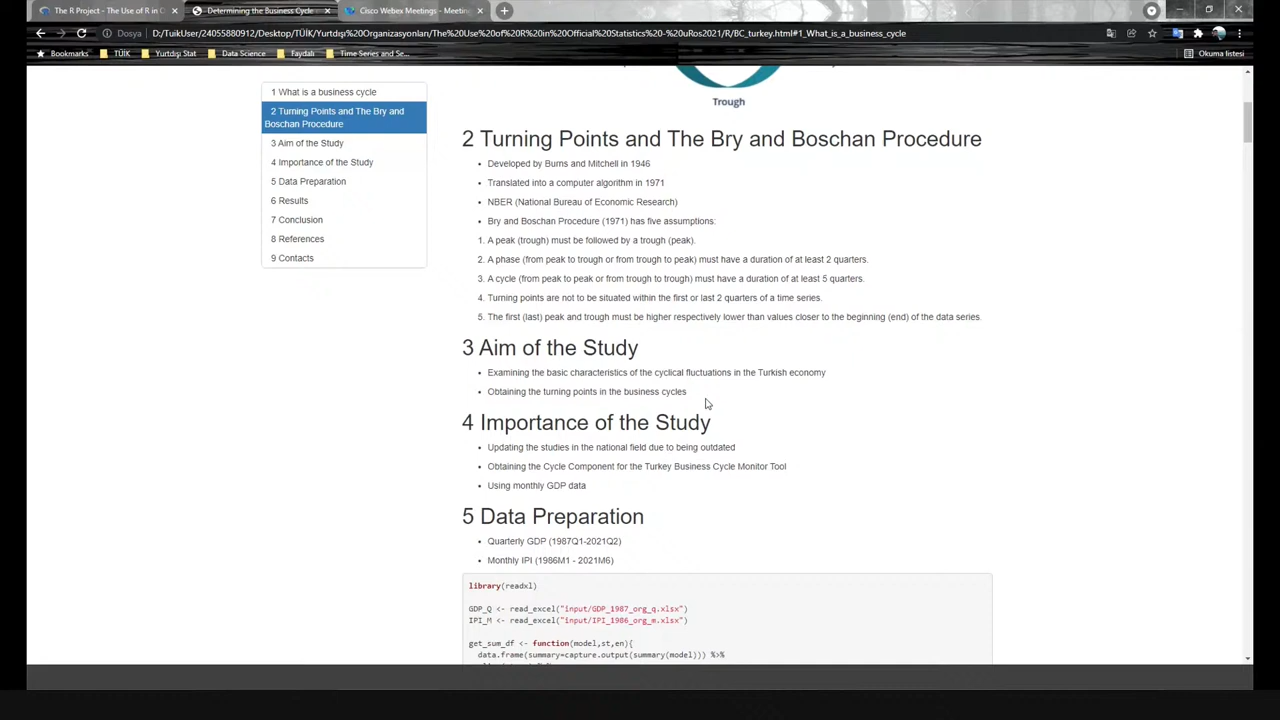 The R Project - The Use of R in O
Determining the Business Cycle
Cisco Webex Meetings - Meetin
Dosya
D:/TuikUser/24055880912/Desktop/TÜİK/Yurtdışı%20Organizasyonları/The%20Use%20of%20R%20in%20Official%20Statistics%20-%20uRos2021/R/BC_turkey.html#1_What_is_a_business_cycle
Bookmarks
TÜİK
Yurtdışı Stat
Data Science
Faydalı
Time Series and Se...
Okuma listesi
Trough
1 What is a business cycle
2 Turning Points and The Bry and
Boschan Procedure
3 Aim of the Study
4 Importance of the Study
5 Data Preparation
6 Results
7 Conclusion
8 References
9 Contacts
2 Turning Points and The Bry and Boschan Procedure
• Developed by Burns and Mitchell in 1946
• Translated into a computer algorithm in 1971
• NBER (National Bureau of Economic Research)
• Bry and Boschan Procedure (1971) has five assumptions:
1. A peak (trough) must be followed by a trough (peak).
2. A phase (from peak to trough or from trough to peak) must have a duration of at least 2 quarters.
3. A cycle (from peak to peak or from trough to trough) must have a duration of at least 5 quarters.
4. Turning points are not to be situated within the first or last 2 quarters of a time series.
5. The first (last) peak and trough must be higher respectively lower than values closer to the beginning (end) of the data series.
3 Aim of the Study
• Examining the basic characteristics of the cyclical fluctuations in the Turkish economy
• Obtaining the turning points in the business cycles
4 Importance of the Study
• Updating the studies in the national field due to being outdated
• Obtaining the Cycle Component for the Turkey Business Cycle Monitor Tool
• Using monthly GDP data
5 Data Preparation
• Quarterly GDP (1987Q1-2021Q2)
• Monthly IPI (1986M1 - 2021M6)
library(readxl)
GDP_Q <- read_excel("input/GDP_1987_org_q.xlsx")
IPI_M <- read_excel("input/IPI_1986_org_m.xlsx")
get_sum_df <- function(model,st,en){
data.frame(summary=capture.output(summary(model))) %>%